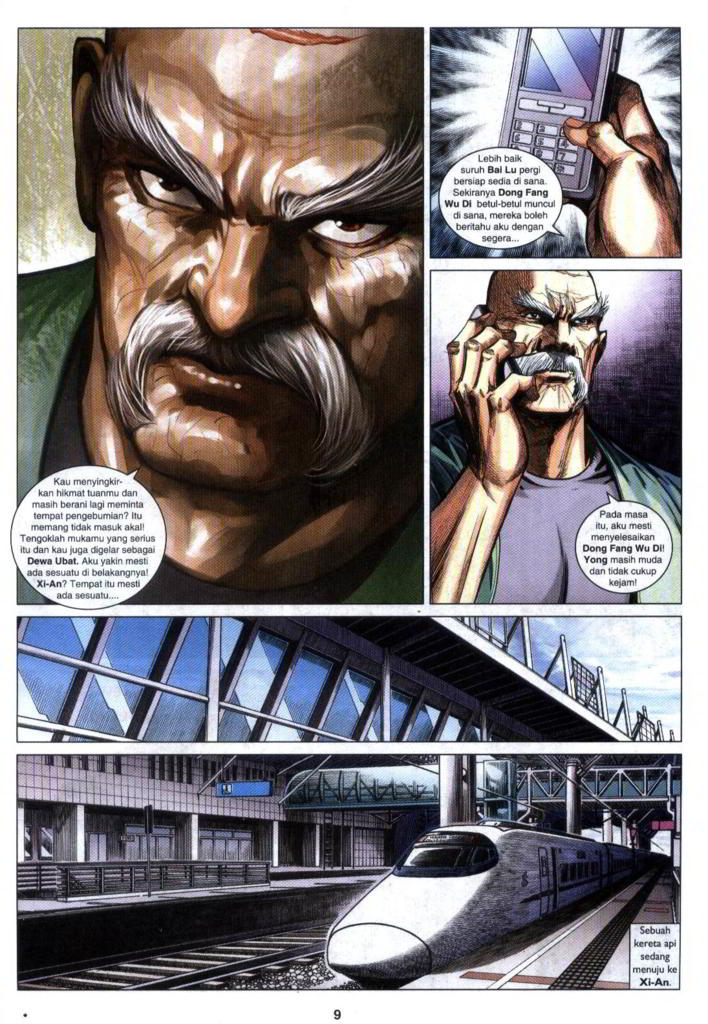 Kau menyingkir-
kan hikmat tuanmu dan
masih berani lagi meminta
tempat pengebumian? Itu
memang tidak masuk akal!
Tengoklah mukamu yang serius
itu dan kau juga digelar sebagai
Dewa Ubat. Aku yakin mesti
ada sesuatu di belakangnya!
Xi-An? Tempat itu mesti
ada sesuatu....
Lebih baik
suruh Bai Lu pergi
bersiap sedia di sana.
Sekiranya Dong Fang
Wu Di betul-betul muncul
di sana, mereka boleh
beritahu aku dengan
segera...
Pada masa
itu, aku mesti
menyelesaikan
Dong Fang Wu Di!
Yong masih muda
dan tidak cukup
kejam!
Sebuah
kereta api
sedang
menuju ke
Xi-An.
9